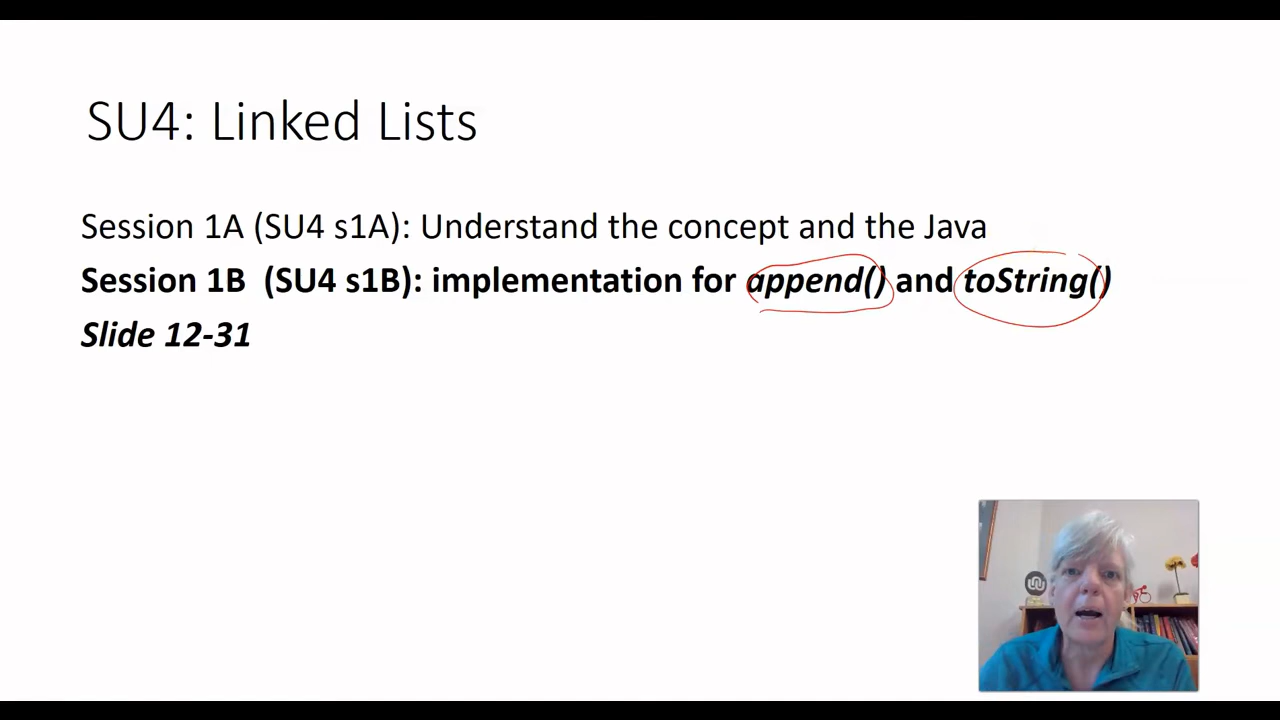 SU4: Linked Lists
Session 1A (SU4 s1A): Understand the concept and the Java
Session 1B (SU4 s1B): implementation for append() and toString()
Slide 12-31